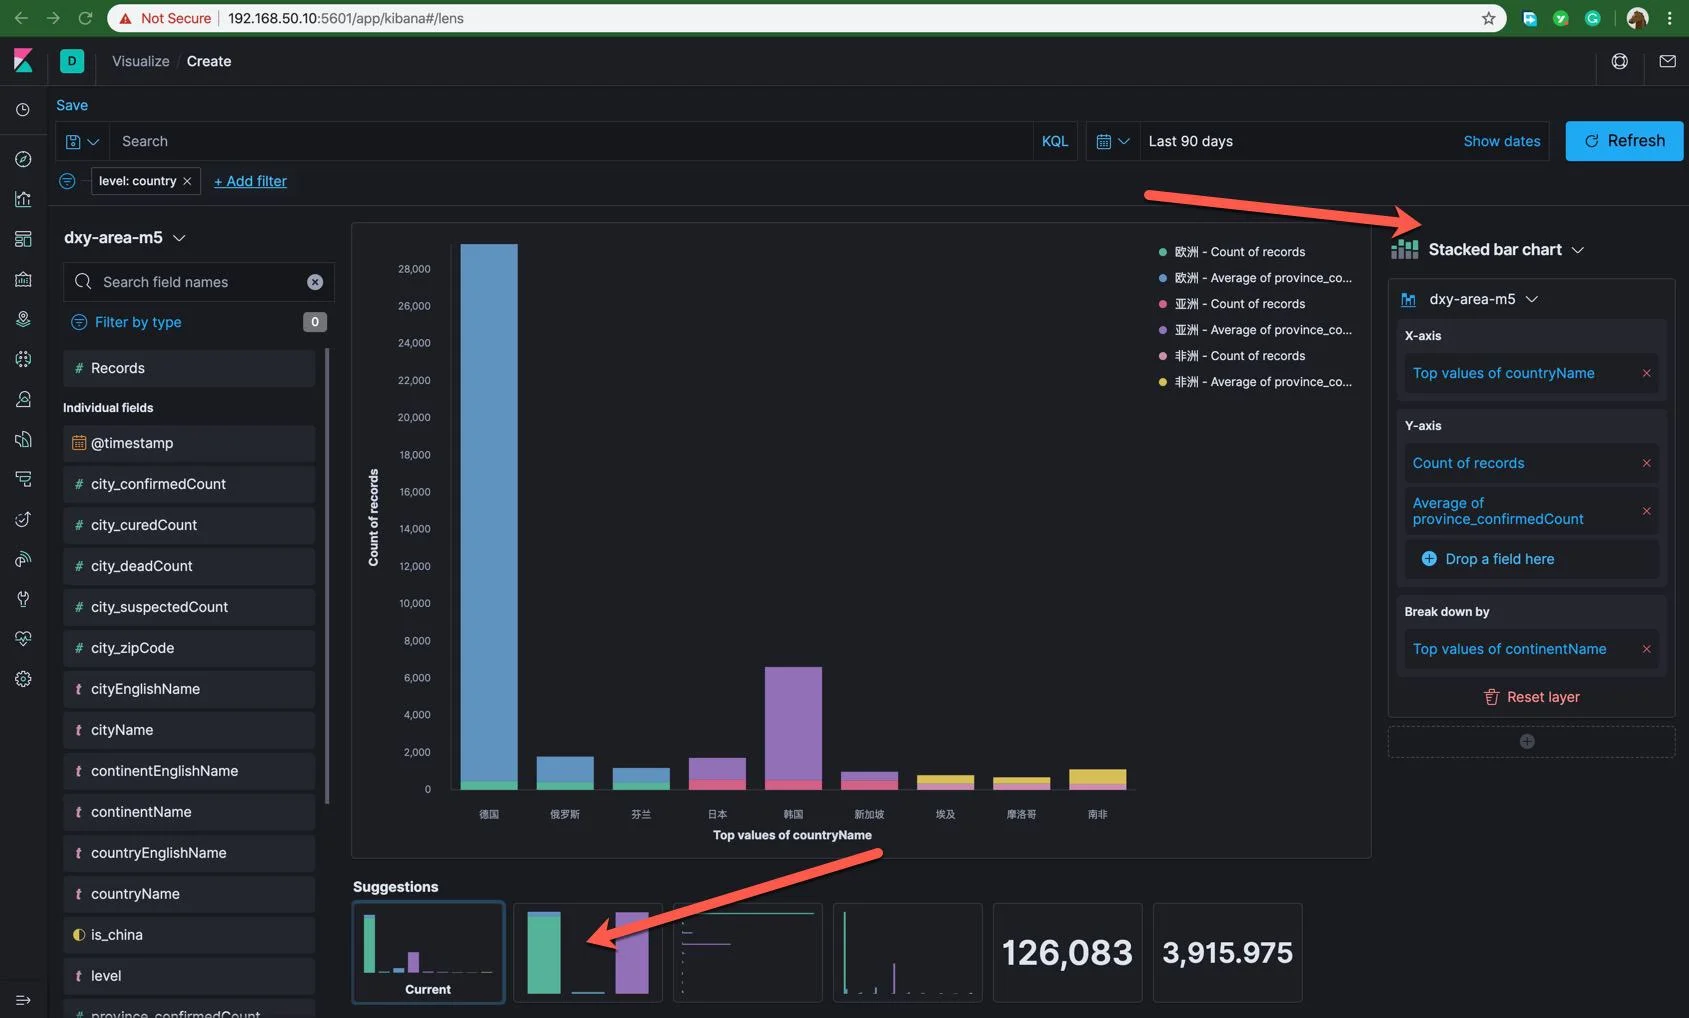 Not Secure
192.168.50.10:5601/app/kibana#/lens
D
Visualize / Create
Save
Search
KQL
Last 90 days
Show dates
Refresh
level: country ×
+ Add filter
dxy-area-m5
Search field names
Filter by type
0
# Records
Individual fields
@timestamp
# city_confirmedCount
# city_curedCount
# city_deadCount
# city_suspectedCount
# city_zipCode
t cityEnglishName
t cityName
t continentEnglishName
t continentName
t countryEnglishName
t countryName
is_china
t level
# province_confirmedCount
Count of records
28,000
26,000
24,000
22,000
20,000
18,000
16,000
14,000
12,000
10,000
8,000
6,000
4,000
2,000
0
德国
俄罗斯
芬兰
日本
韩国
新加坡
埃及
摩洛哥
南非
Top values of countryName
欧洲 - Count of records
欧洲 - Average of province_co...
亚洲 - Count of records
亚洲 - Average of province_co...
非洲 - Count of records
非洲 - Average of province_co...
Suggestions
Current
126,083
3,915.975
Stacked bar chart
dxy-area-m5
X-axis
Top values of countryName ×
Y-axis
Count of records ×
Average of
province_confirmedCount ×
Drop a field here
Break down by
Top values of continentName ×
Reset layer